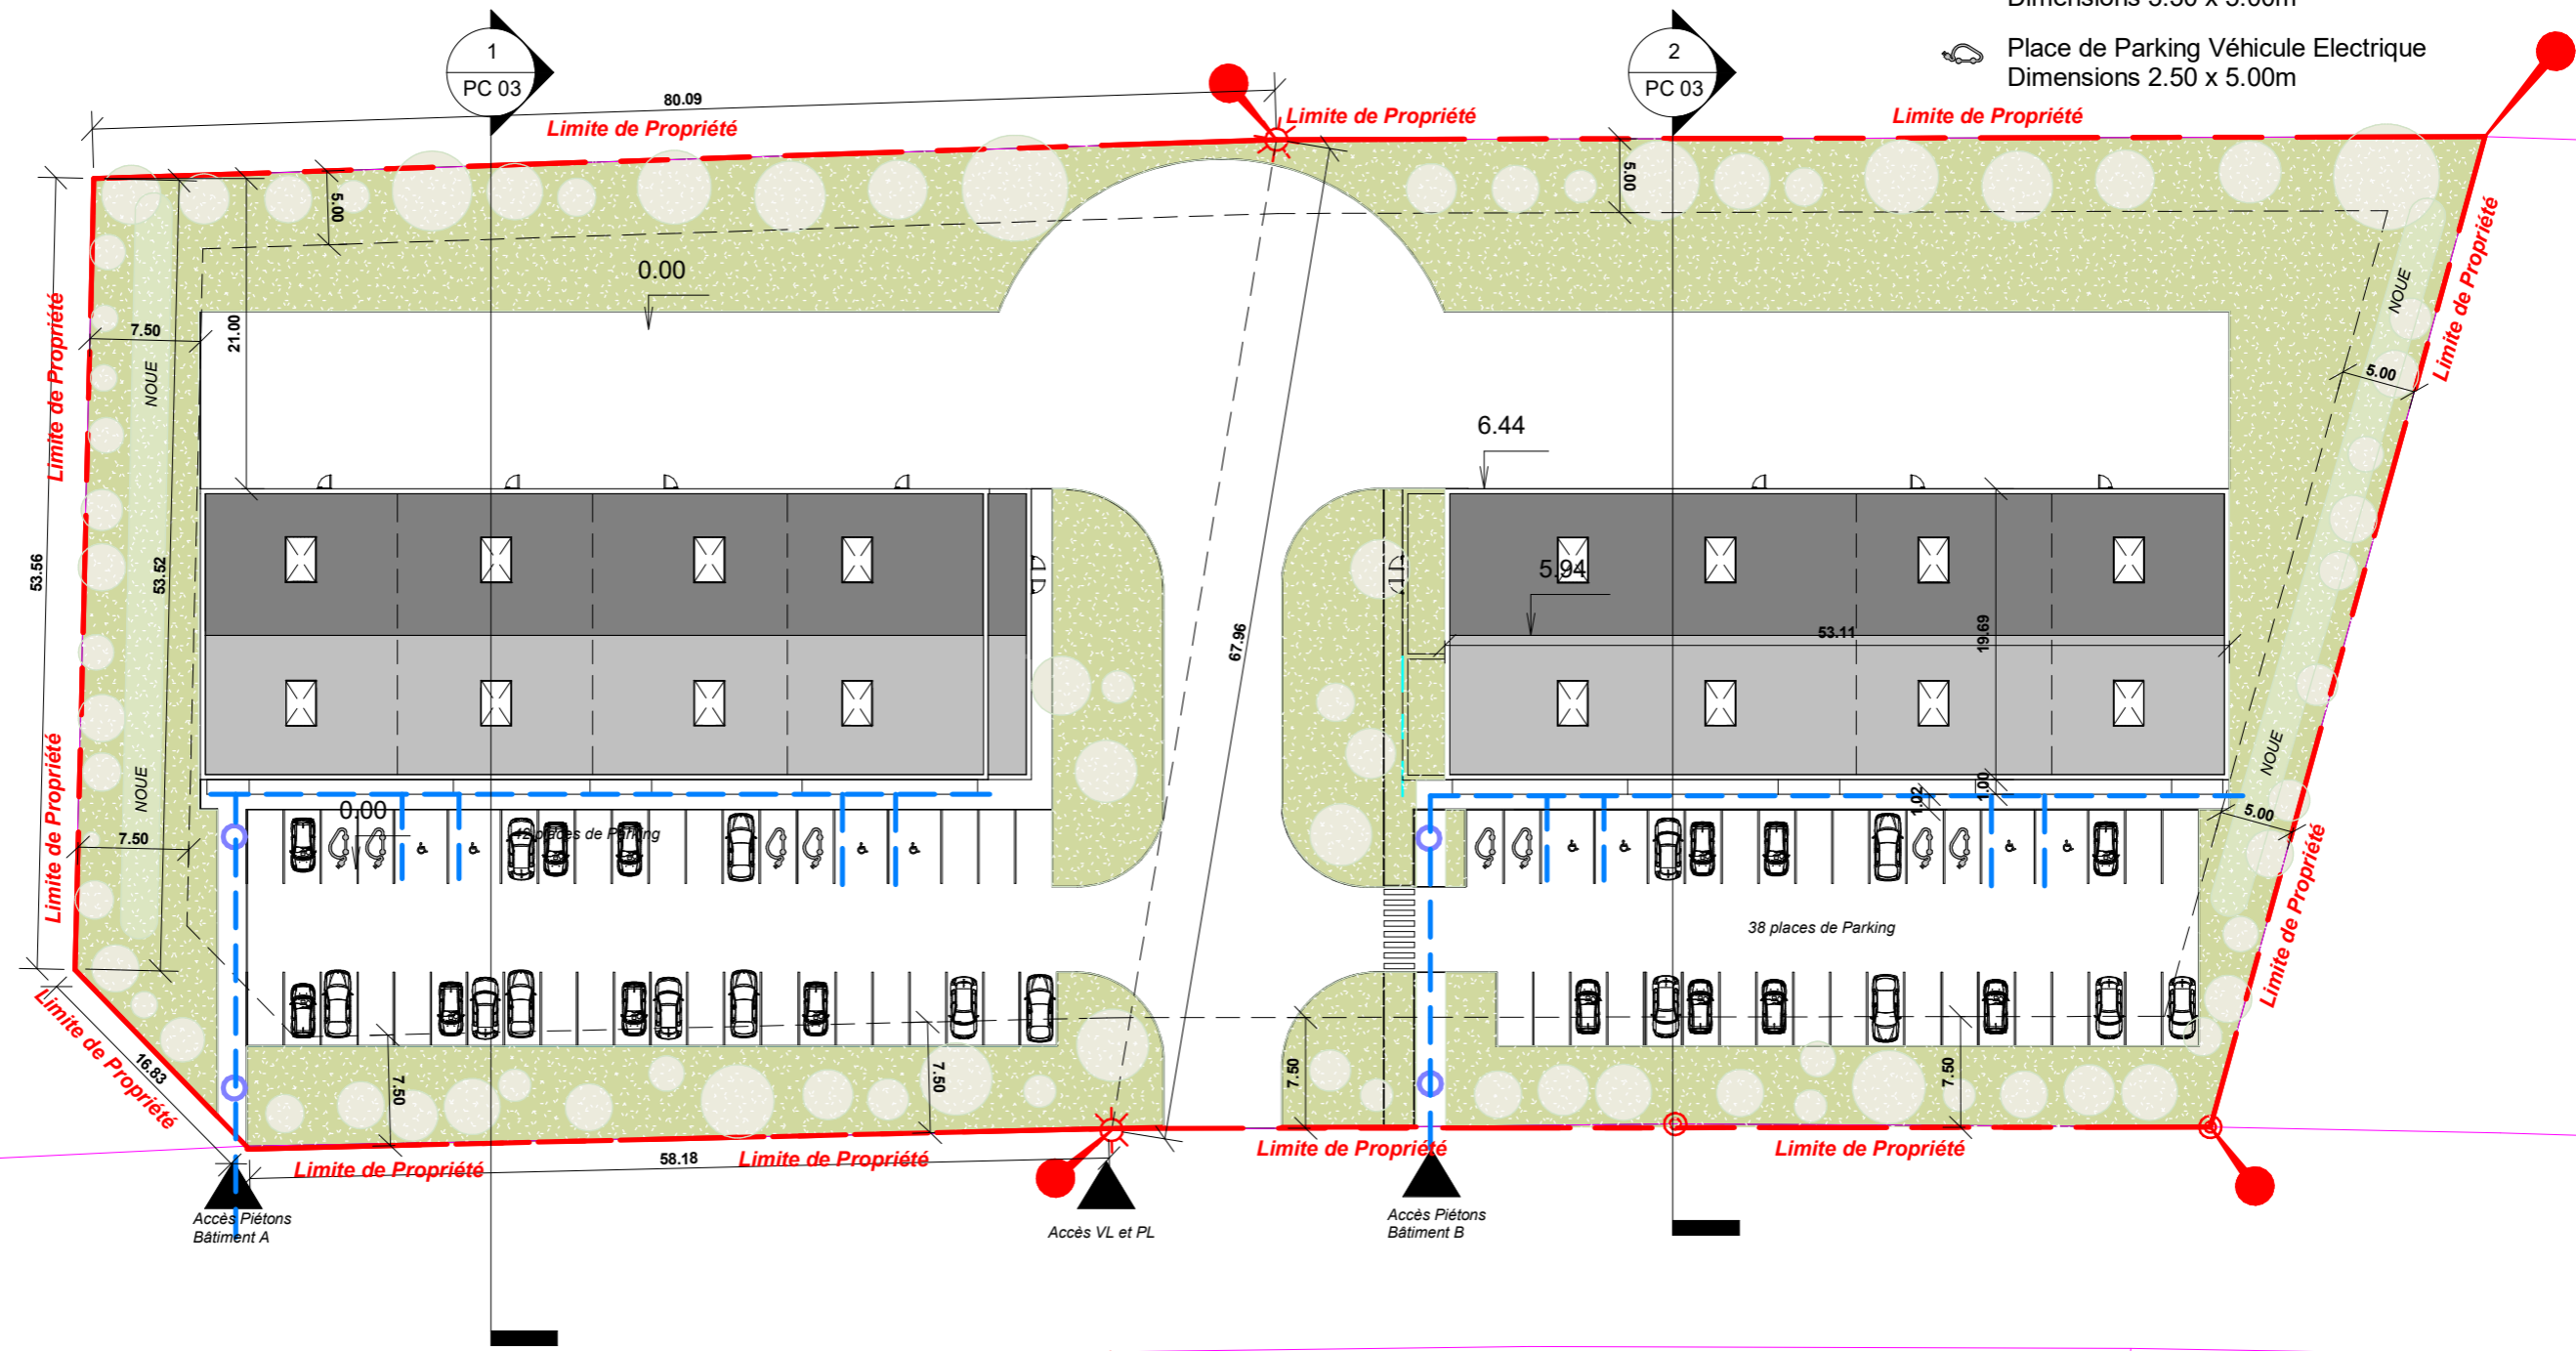 Dimensions 3.30 x 5.00m
Place de Parking Véhicule Electrique
Dimensions 2.50 x 5.00m
1
PC 03
2
PC 03
80.09
Limite de Propriété
Limite de Propriété
Limite de Propriété
5.00
5.00
0.00
21.00
7.50
NOUE
Limite de Propriété
NOUE
Limite de Propriété
5.00
6.44
5.94
53.56
53.52
67.96
53.11
19.69
NOUE
Limite de Propriété
NOUE
1.00
1.02
5.00
0.00
42 places de Parking
7.50
38 places de Parking
Limite de Propriété
Limite de Propriété
16.83
7.50
7.50
7.50
7.50
Limite de Propriété
58.18
Limite de Propriété
Limite de Propriété
Limite de Propriété
Accès Piétons
Bâtiment A
Accès VL et PL
Accès Piétons
Bâtiment B